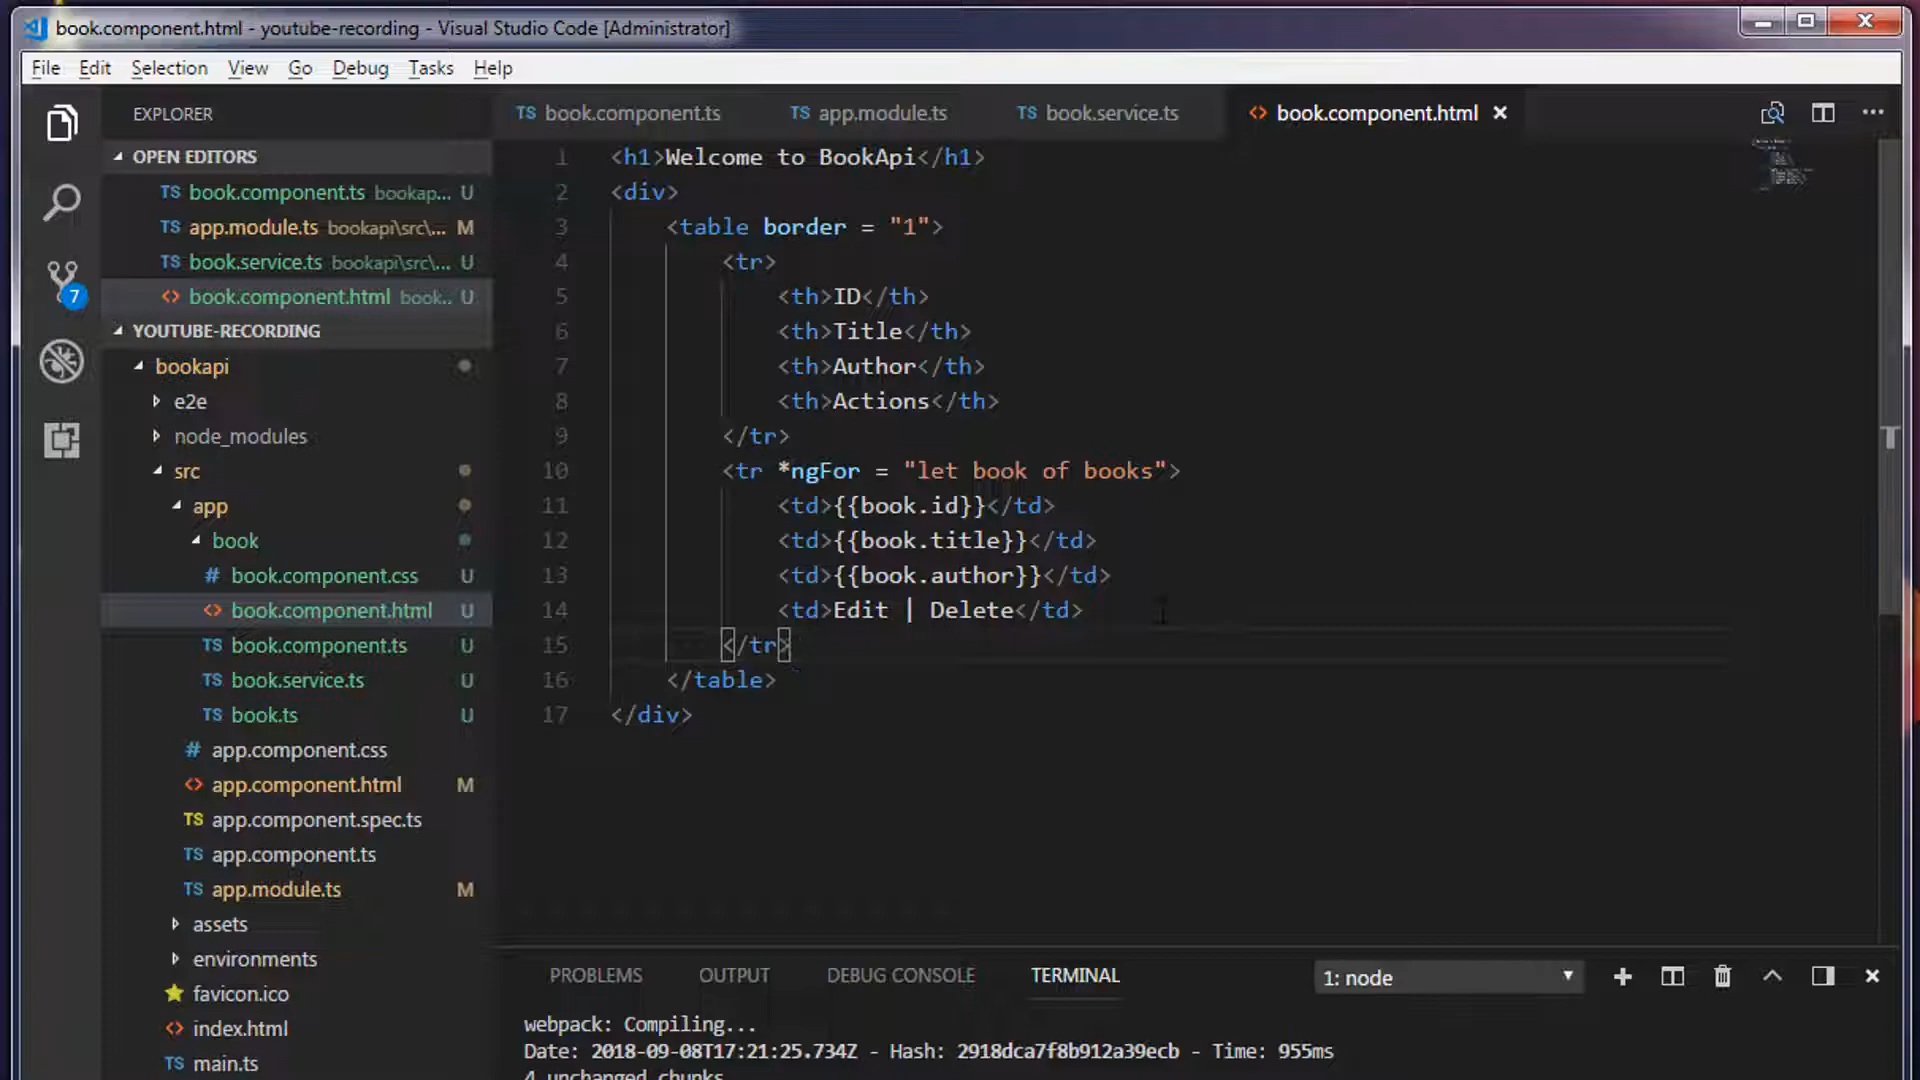 book.component.html - youtube-recording - Visual Studio Code [Administrator]
File Edit Selection View Go Debug Tasks Help
EXPLORER
OPEN EDITORS
TS book.component.ts bookap... U
TS app.module.ts bookapi\src\... M
TS book.service.ts bookapi\src\... U
<> book.component.html book... U
YOUTUBE-RECORDING
bookapi
e2e
node_modules
src
app
book
# book.component.css U
<> book.component.html U
TS book.component.ts U
TS book.service.ts U
TS book.ts U
# app.component.css
<> app.component.html M
TS app.component.spec.ts
TS app.component.ts
TS app.module.ts M
assets
environments
favicon.ico
<> index.html
TS main.ts
7
TS book.component.ts TS app.module.ts TS book.service.ts <> book.component.html ×
1 <h1>Welcome to BookApi</h1>
2 <div>
3 <table border = "1">
4 <tr>
5 <th>ID</th>
6 <th>Title</th>
7 <th>Author</th>
8 <th>Actions</th>
9 </tr>
10 <tr *ngFor = "let book of books">
11 <td>{{book.id}}</td>
12 <td>{{book.title}}</td>
13 <td>{{book.author}}</td>
14 <td>Edit | Delete</td>
15 </tr>
16 </table>
17 </div>
PROBLEMS OUTPUT DEBUG CONSOLE TERMINAL 1: node
webpack: Compiling...
Date: 2018-09-08T17:21:25.734Z - Hash: 2918dca7f8b912a39ecb - Time: 955ms
4 unchanged chunks